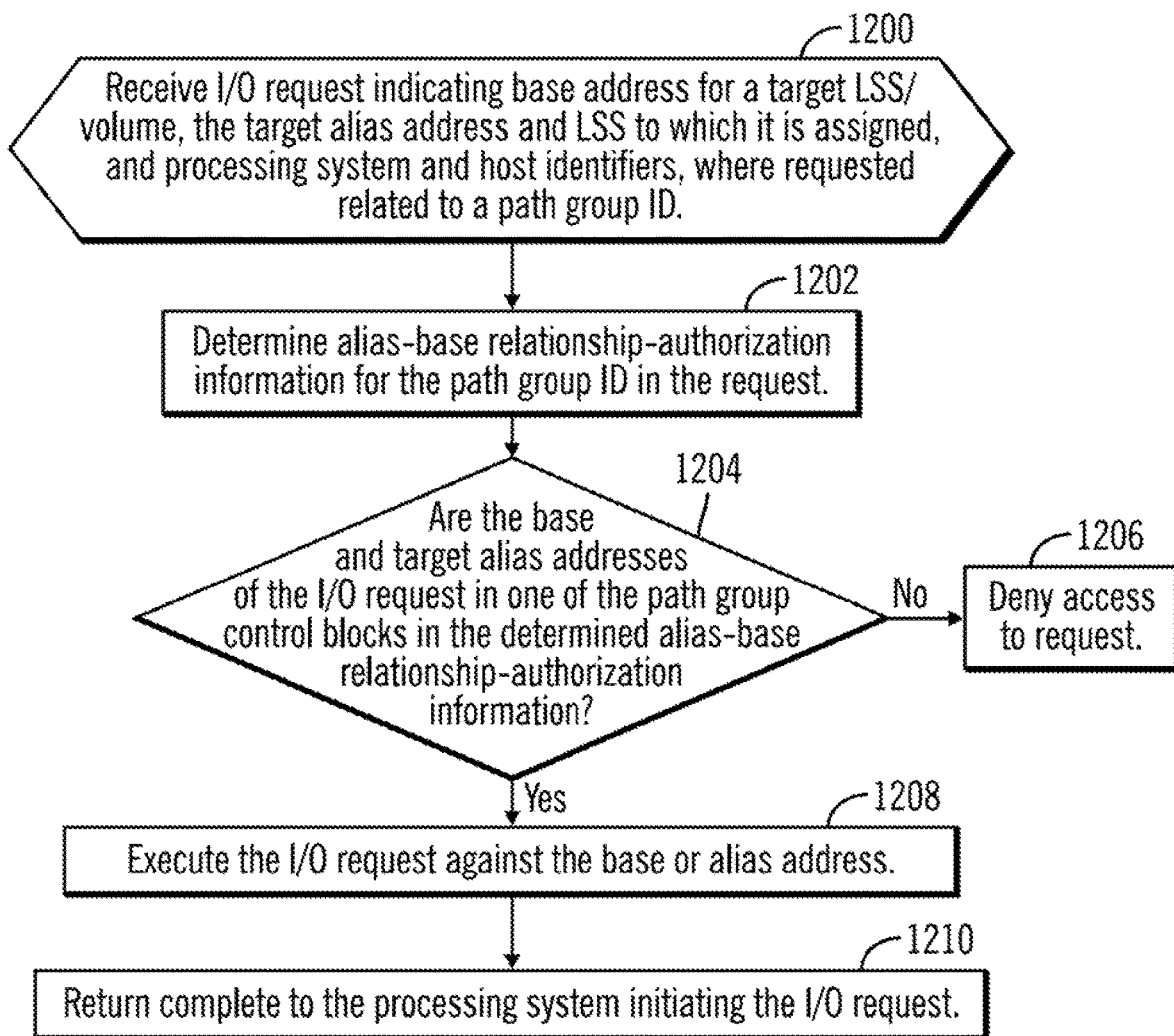 1200
Receive I/O request indicating base address for a target LSS/
volume, the target alias address and LSS to which it is assigned,
and processing system and host identifiers, where requested
related to a path group ID.
1202
Determine alias-base relationship-authorization
information for the path group ID in the request.
1204
Are the base
and target alias addresses
of the I/O request in one of the path group
control blocks in the determined alias-base
relationship-authorization
information?
No
1206
Deny access
to request.
Yes
1208
Execute the I/O request against the base or alias address.
1210
Return complete to the processing system initiating the I/O request.